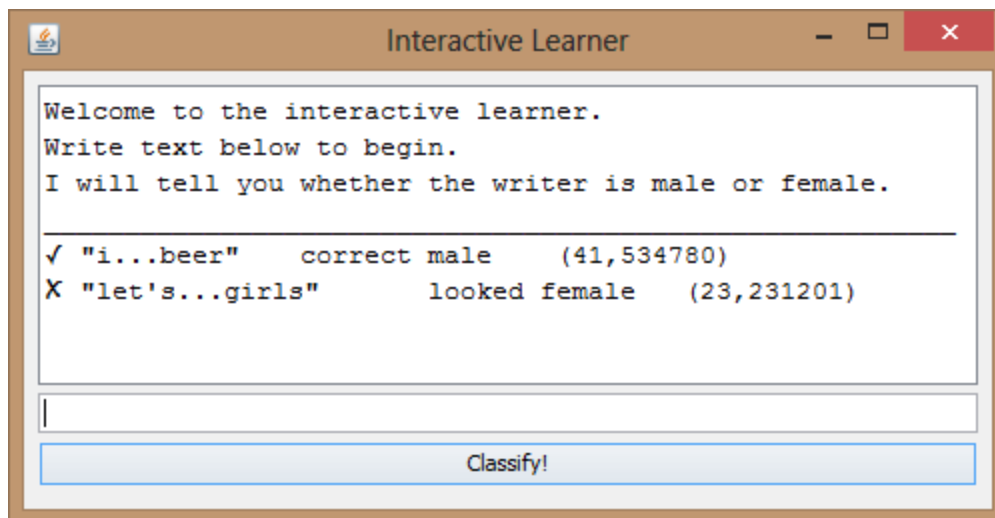 Interactive Learner
Welcome to the interactive learner.
Write text below to begin.
I will tell you whether the writer is male or female.
✓ "i...beer" correct male (41,534780)
X "let's...girls" looked female (23,231201)
Classify!